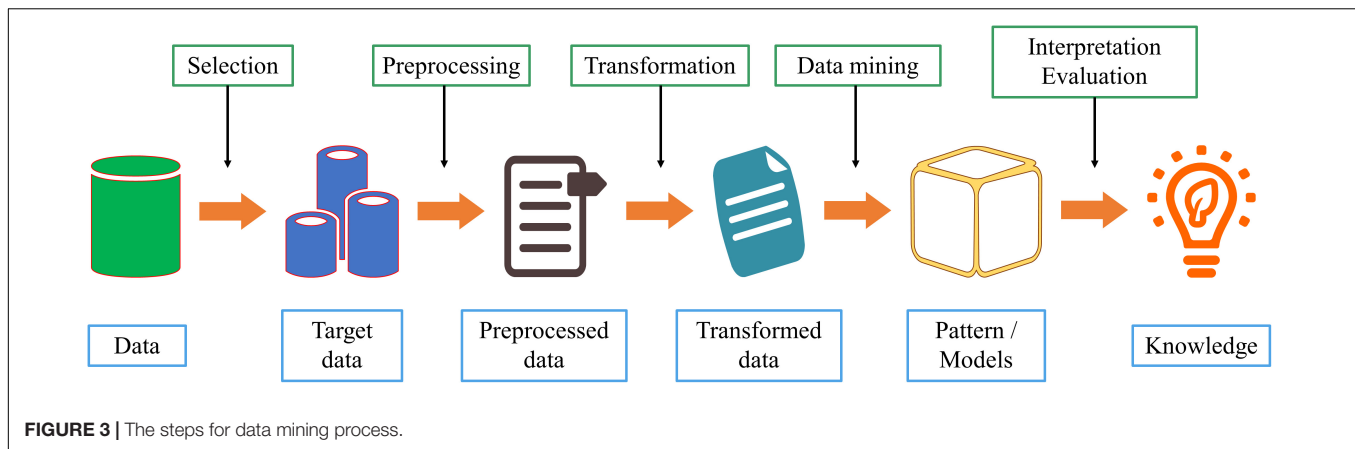 Selection
Preprocessing
Transformation
Data mining
Interpretation
Evaluation
Data
Target
data
Preprocessed
data
Transformed
data
Pattern /
Models
Knowledge
FIGURE 3 | The steps for data mining process.